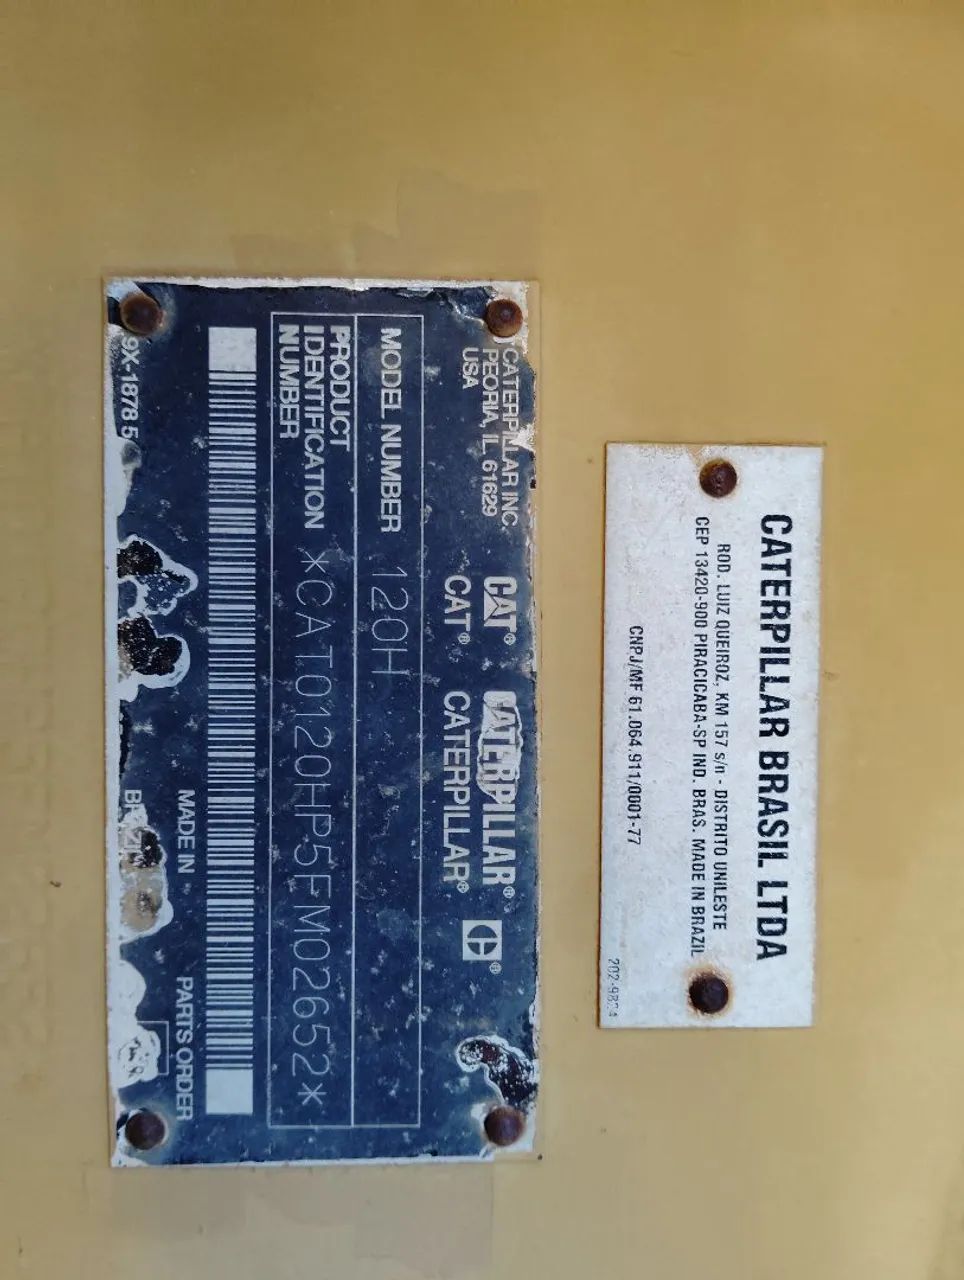 CATERPILLAR BRASIL LTDA
ROD. LUIZ QUEIROZ, KM 157 s/n - DISTRITO UNILESTE
CEP 13420-900 PIRACICABA-SP IND. BRAS. MADE IN BRAZIL
CNPJ/MF 61.064.911/0001-77
CATERPILLAR INC.
PEORIA, IL 61629
USA
CAT® CATERPILLAR® ®
CAT® CATERPILLAR®
MODEL NUMBER 120H
PRODUCT
IDENTIFICATION
NUMBER
*CAT0120HP5FM02652*
MADE IN
PARTS ORDER
9X-1878 5